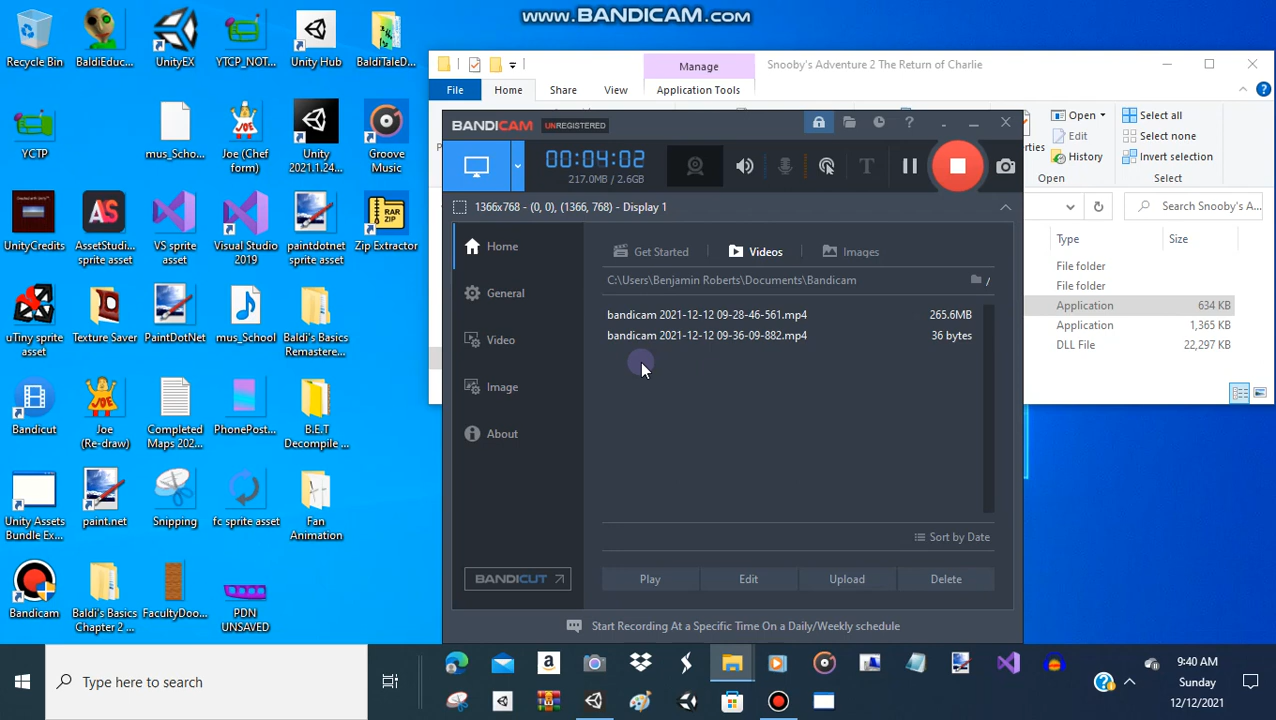 www.BANDICAM.com
Recycle Bin
BaldiEduc...
UnityEX
YTCP_NOT...
Unity Hub
BaldiTaleD...
YCTP
mus_Scho...
Joe (Chef
form)
Unity
2021.1.24...
Groove
Music
UnityCredits
AssetStudi...
sprite asset
VS sprite
asset
Visual Studio
2019
paintdotnet
sprite asset
RAR
ZIP
Zip Extractor
uTiny sprite
asset
Texture Saver
PaintDotNet
mus_School
Baldi's Basics
Remastere...
Bandicut
Joe
(Re-draw)
Completed
Maps 202...
PhonePost...
B.E.T
Decompile ...
Unity Assets
Bundle Ex...
paint.net
Snipping
fc sprite asset
Fan
Animation
Bandicam
Baldi's Basics
Chapter 2 ...
FacultyDoo...
PDN
UNSAVED
Manage
Snooby's Adventure 2 The Return of Charlie
File
Home
Share
View
Application Tools
Open
Edit
History
Select all
Select none
Invert selection
Open
Select
Search Snooby's A...
Type
Size
File folder
File folder
Application
634 KB
Application
1,365 KB
DLL File
22,297 KB
BANDICAM
UNREGISTERED
00:04:02
217.0MB / 2.6GB
1366x768 - (0, 0), (1366, 768) - Display 1
Home
General
Video
Image
About
Get Started
Videos
Images
C:\Users\Benjamin Roberts\Documents\Bandicam
bandicam 2021-12-12 09-28-46-561.mp4
265.6MB
bandicam 2021-12-12 09-36-09-882.mp4
36 bytes
Sort by Date
BANDICUT
Play
Edit
Upload
Delete
Start Recording At a Specific Time On a Daily/Weekly schedule
Type here to search
9:40 AM
Sunday
12/12/2021